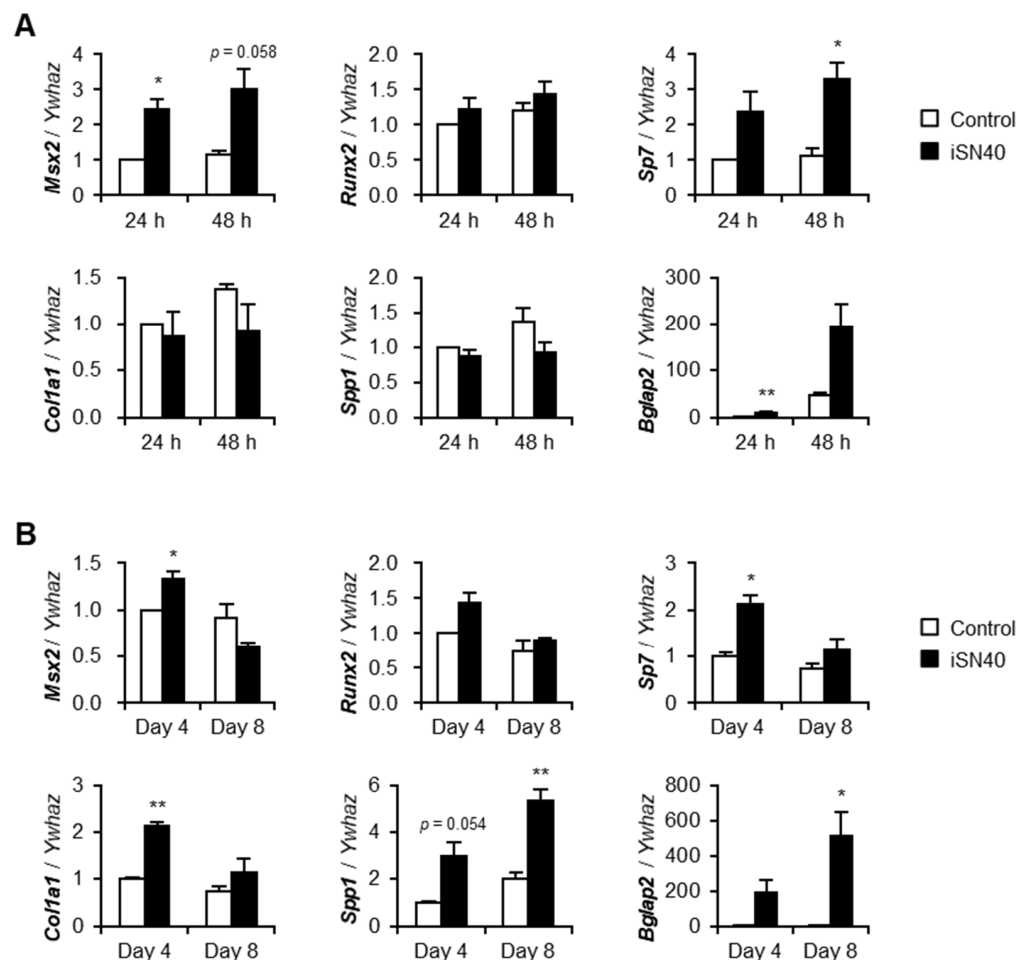 A
Msx2 / Ywhaz
4
3
2
1
0
*
p = 0.058
24 h
48 h
Runx2 / Ywhaz
2.0
1.5
1.0
0.5
0.0
24 h
48 h
Sp7 / Ywhaz
4
3
2
1
0
*
24 h
48 h
Control
iSN40
Col1a1 / Ywhaz
1.5
1.0
0.5
0.0
24 h
48 h
Spp1 / Ywhaz
2.0
1.5
1.0
0.5
0.0
24 h
48 h
Bglap2 / Ywhaz
300
200
100
0
**
24 h
48 h
B
Msx2 / Ywhaz
1.5
1.0
0.5
0.0
*
Day 4
Day 8
Runx2 / Ywhaz
2.0
1.5
1.0
0.5
0.0
Day 4
Day 8
Sp7 / Ywhaz
3
2
1
0
*
Day 4
Day 8
Control
iSN40
Col1a1 / Ywhaz
3
2
1
0
**
Day 4
Day 8
Spp1 / Ywhaz
6
4
2
0
p = 0.054
**
Day 4
Day 8
Bglap2 / Ywhaz
800
600
400
200
0
*
Day 4
Day 8